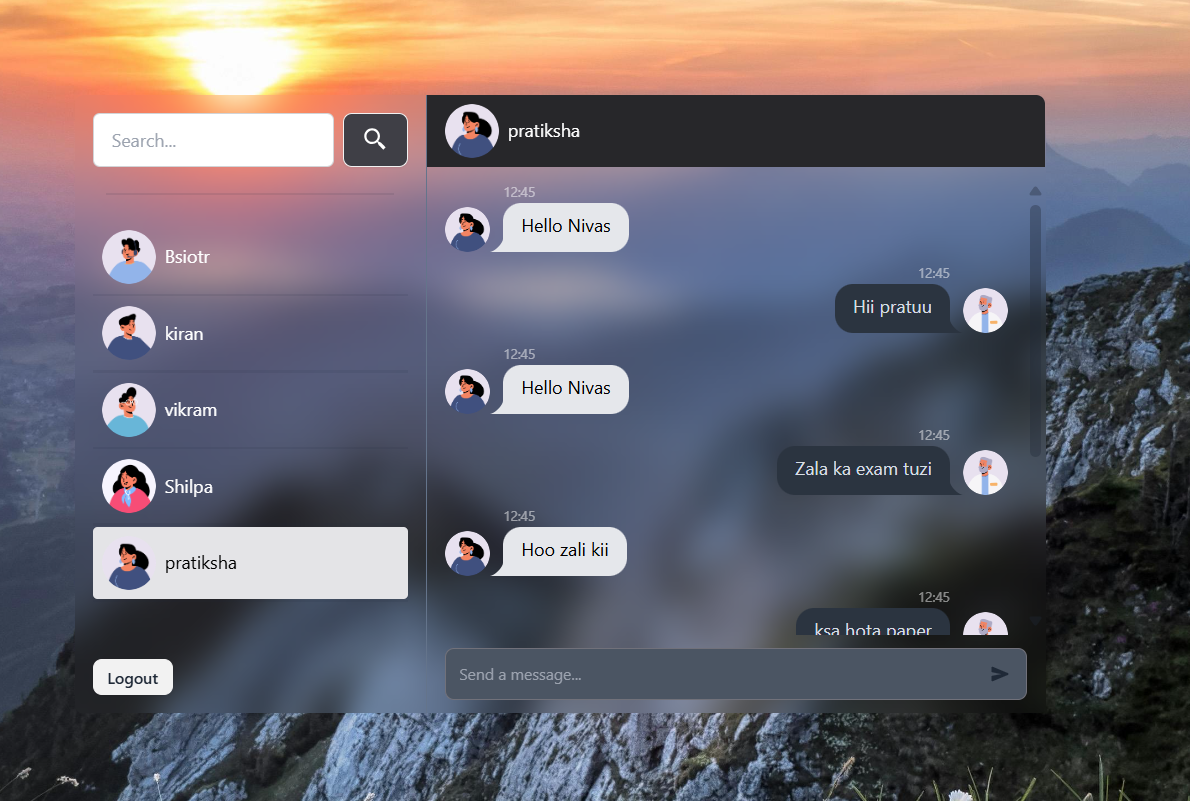 Search...
Bsiotr
kiran
vikram
Shilpa
pratiksha
Logout
pratiksha
12:45
Hello Nivas
12:45
Hii pratuu
12:45
Hello Nivas
12:45
Zala ka exam tuzi
12:45
Hoo zali kii
12:45
ksa hota paper
Send a message...